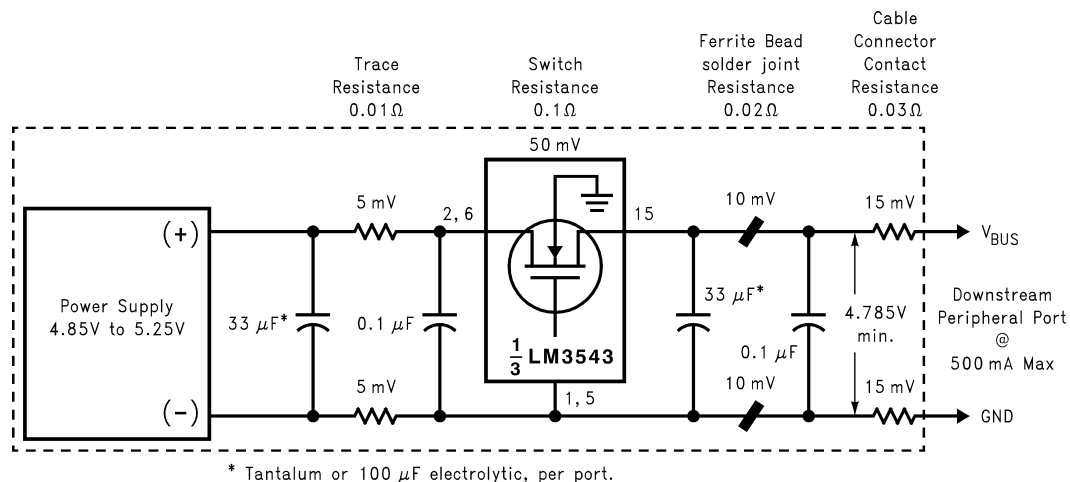 Trace
Resistance
0.01Ω
Switch
Resistance
0.1Ω
Ferrite Bead
solder joint
Resistance
0.02Ω
Cable
Connector
Contact
Resistance
0.03Ω
50 mV
5 mV
2, 6
15
10 mV
15 mV
(+)
V_BUS
Power Supply
4.85V to 5.25V
33 µF*
0.1 µF
1/3 LM3543
33 µF*
0.1 µF
4.785V
min.
Downstream
Peripheral Port
@
500 mA Max
5 mV
1, 5
10 mV
15 mV
(−)
GND
* Tantalum or 100 µF electrolytic, per port.